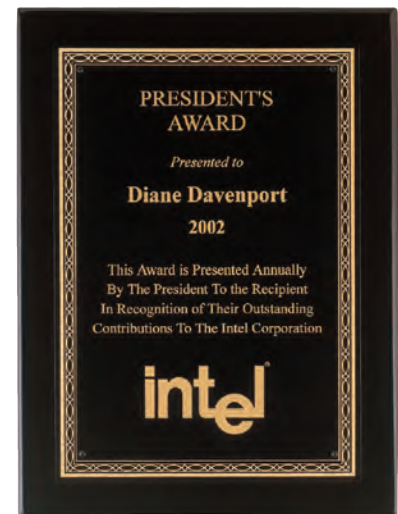 PRESIDENT'S
AWARD
Presented to
Diane Davenport
2002
This Award is Presented Annually
By The President To the Recipient
In Recognition of Their Outstanding
Contributions To The Intel Corporation
intel